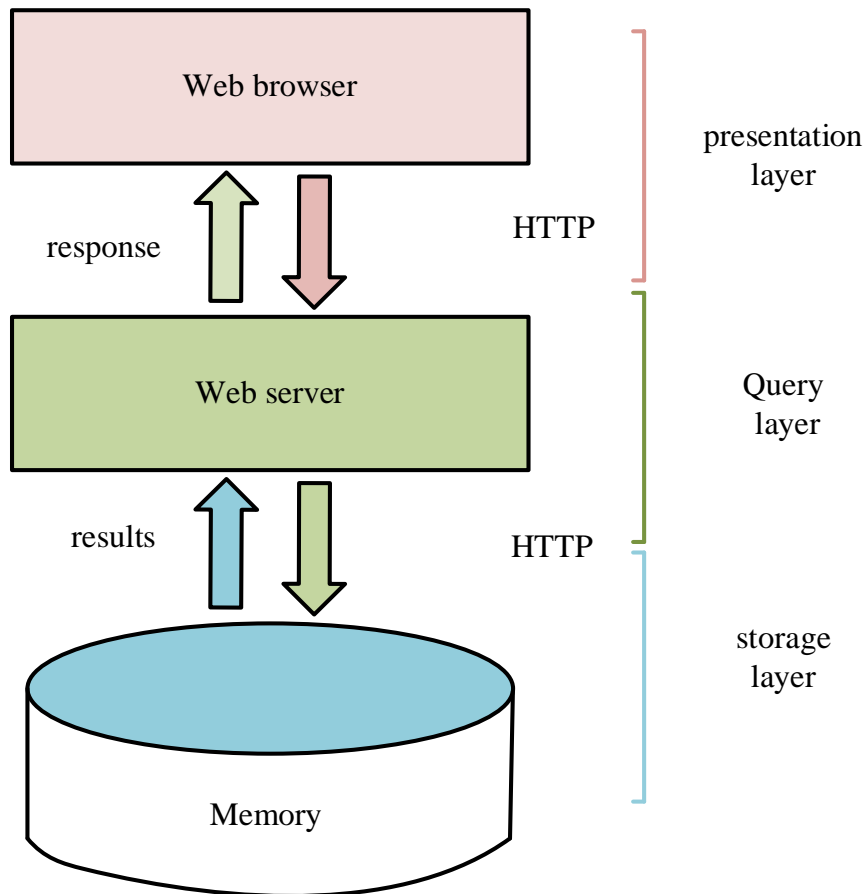 Web browser
presentation
layer
response
HTTP
Web server
Query
layer
results
HTTP
storage
layer
Memory